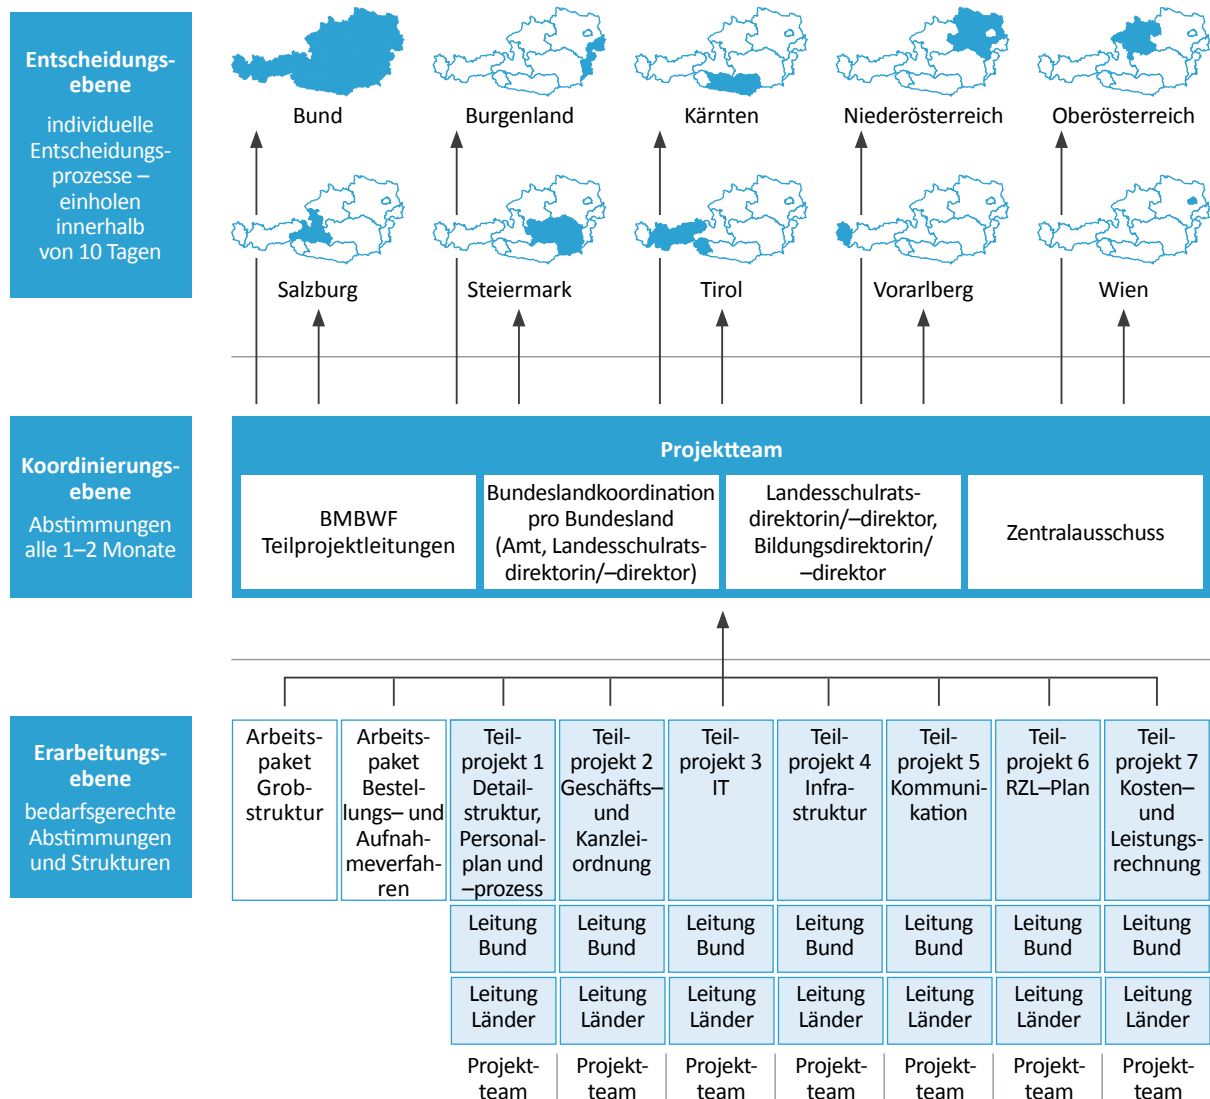 Entscheidungs-
ebene
individuelle
Entscheidungs-
prozesse –
einholen
innerhalb
von 10 Tagen
Bund
Burgenland
Kärnten
Niederösterreich
Oberösterreich
Salzburg
Steiermark
Tirol
Vorarlberg
Wien
Koordinierungs-
ebene
Abstimmungen
alle 1–2 Monate
Projektteam
BMBWF
Teilprojektleitungen
Bundeslandkoordination
pro Bundesland
(Amt, Landesschulrats-
direktorin/–direktor)
Landesschulrats-
direktorin/–direktor,
Bildungsdirektorin/
–direktor
Zentralausschuss
Erarbeitungs-
ebene
bedarfsgerechte
Abstimmungen
und Strukturen
Arbeits-
paket
Grob-
struktur
Arbeits-
paket
Bestel-
lungs– und
Aufnah-
meverfah-
ren
Teil-
projekt 1
Detail-
struktur,
Personal-
plan und
–prozess
Teil-
projekt 2
Geschäfts–
und
Kanzlei-
ordnung
Teil-
projekt 3
IT
Teil-
projekt 4
Infra-
struktur
Teil-
projekt 5
Kommuni-
kation
Teil-
projekt 6
RZL–Plan
Teil-
projekt 7
Kosten–
und
Leistungs-
rechnung
Leitung
Bund
Leitung
Bund
Leitung
Bund
Leitung
Bund
Leitung
Bund
Leitung
Bund
Leitung
Bund
Leitung
Länder
Leitung
Länder
Leitung
Länder
Leitung
Länder
Leitung
Länder
Leitung
Länder
Leitung
Länder
Projekt-
team
Projekt-
team
Projekt-
team
Projekt-
team
Projekt-
team
Projekt-
team
Projekt-
team